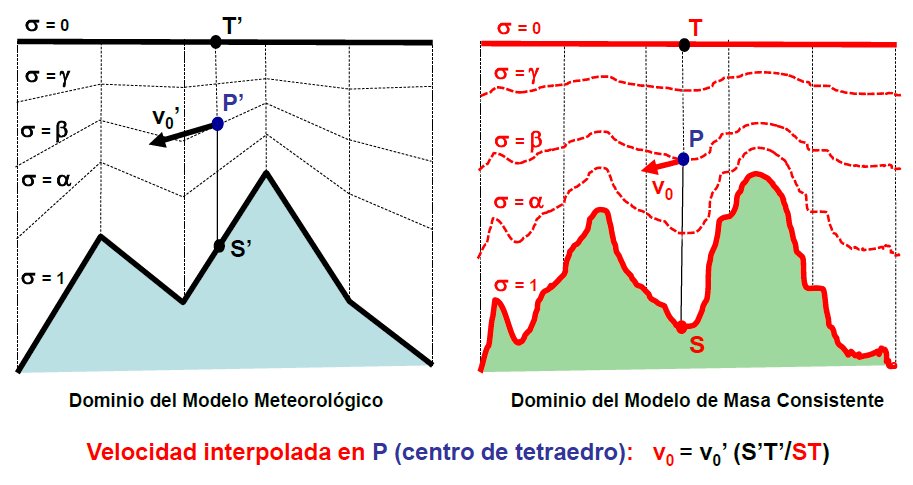 σ = 0
T’
σ = γ
P’
v0’
σ = β
σ = α
S’
σ = 1
Dominio del Modelo Meteorológico
σ = 0
T
σ = γ
σ = β
P
v0
σ = α
σ = 1
S
Dominio del Modelo de Masa Consistente
Velocidad interpolada en P (centro de tetraedro): v0 = v0’ (S’T’/ST)